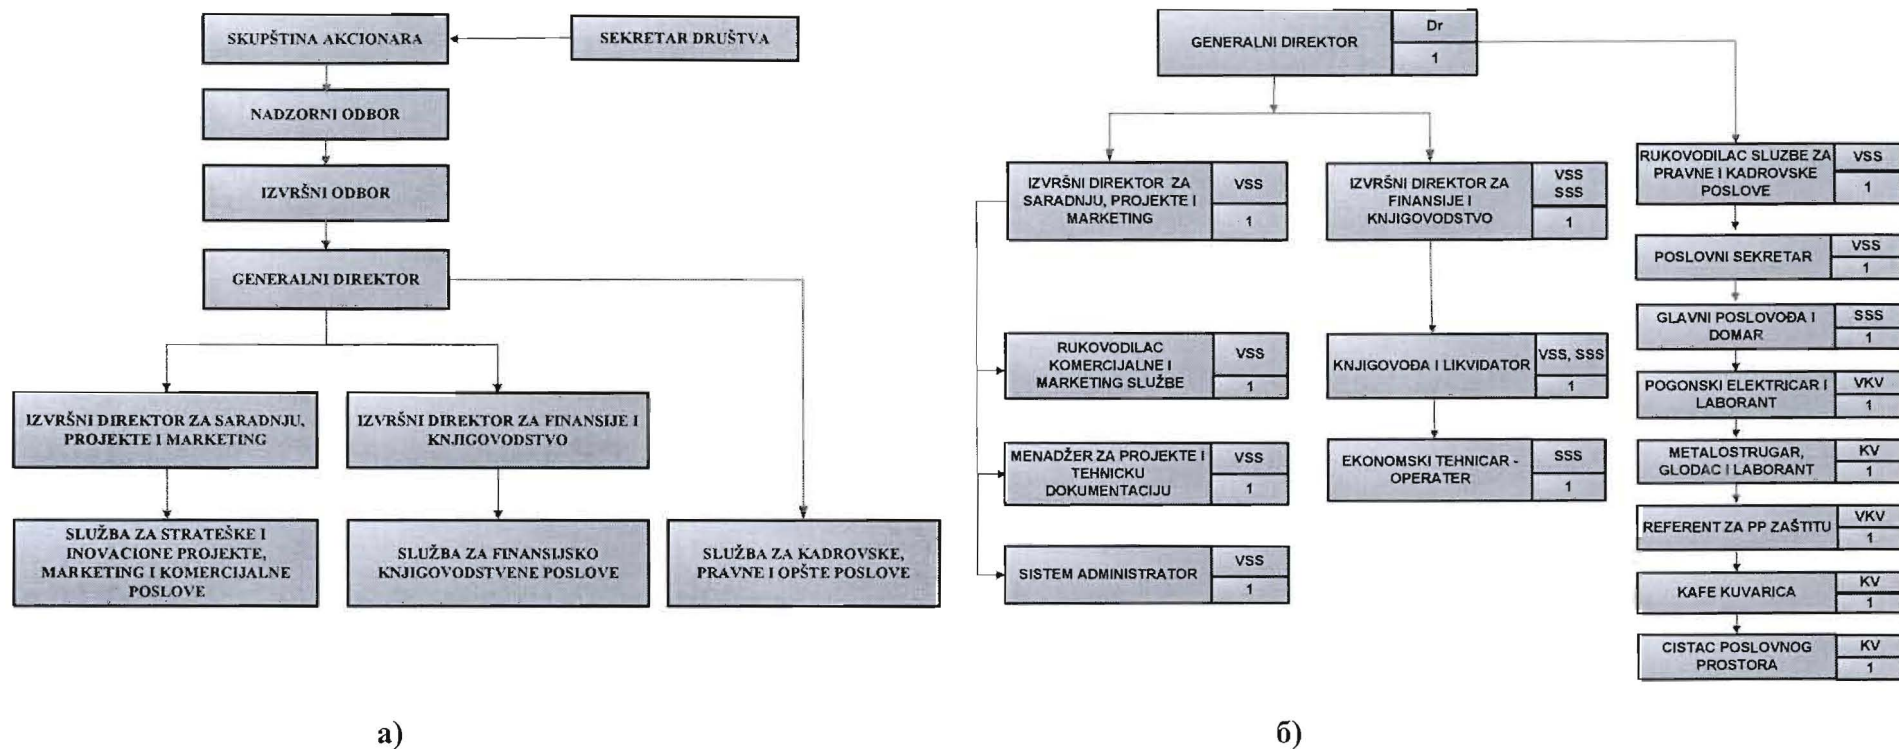 SKUPŠTINA AKCIONARA
SEKRETAR DRUŠTVA
NADZORNI ODBOR
IZVRŠNI ODBOR
GENERALNI DIREKTOR
IZVRŠNI DIREKTOR ZA SARADNJU,
PROJEKTE I MARKETING
IZVRŠNI DIREKTOR ZA FINANSIJE I
KNJIGOVODSTVO
SLUŽBA ZA STRATEŠKE I
INOVACIONE PROJEKTE,
MARKETING I KOMERCIJALNE
POSLOVE
SLUŽBA ZA FINANSIJSKO
KNJIGOVODSTVENE POSLOVE
SLUŽBA ZA KADROVSKE,
PRAVNE I OPŠTE POSLOVE
а)
GENERALNI DIREKTOR
Dr
1
IZVRŠNI DIREKTOR ZA
SARADNJU, PROJEKTE I
MARKETING
VSS
1
RUKOVODILAC
KOMERCIJALNE I
MARKETING SLUŽBE
VSS
1
MENADŽER ZA PROJEKTE I
TEHNICKU
DOKUMENTACIJU
VSS
1
SISTEM ADMINISTRATOR
VSS
1
IZVRŠNI DIREKTOR ZA
FINANSIJE I
KNJIGOVODSTVO
VSS
SSS
1
KNJIGOVOĐA I LIKVIDATOR
VSS, SSS
1
EKONOMSKI TEHNICAR -
OPERATER
SSS
1
RUKOVODILAC SLUZBE ZA
PRAVNE I KADROVSKE
POSLOVE
VSS
1
POSLOVNI SEKRETAR
VSS
1
GLAVNI POSLOVOĐA I
DOMAR
SSS
1
POGONSKI ELEKTRICAR I
LABORANT
VKV
1
METALOSTRUGAR,
GLODAC I LABORANT
KV
1
REFERENT ZA PP ZAŠTITU
VKV
1
KAFE KUVARICA
KV
1
CISTAC POSLOVNOG
PROSTORA
KV
1
б)